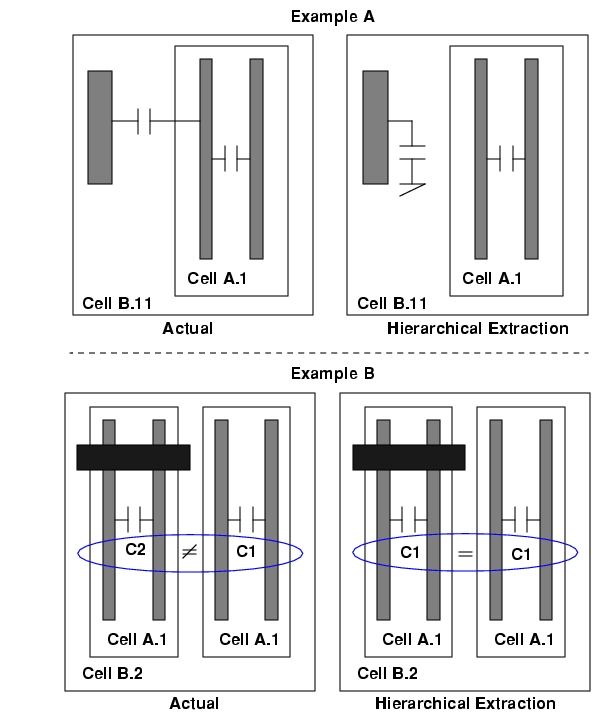 Example A
Cell A.1
Cell A.1
Cell B.11
Cell B.11
Actual
Hierarchical Extraction
Example B
C2 ≠ C1
C1 = C1
Cell A.1
Cell A.1
Cell A.1
Cell A.1
Cell B.2
Cell B.2
Actual
Hierarchical Extraction